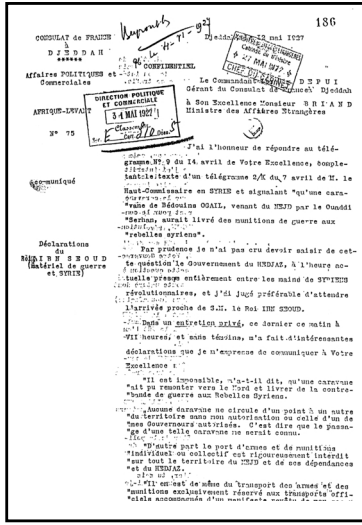 186
CONSULAT de FRANCE
à
DJEDDAH
******
Affaires POLITIQUES et
Commerciales
AFRIQUE-LEVANT
N° 75
CONFIDENTIEL
DIRECTION POLITIQUE
ET COMMERCIALE
31 MAI 1927
27 MAI 1927
Djeddah, 12 mai 1927
Le Commandant DEPUI
Gérant du Consulat de France à Djeddah
à Son Excellence Monsieur BRIAND
Ministre des Affaires Etrangères
J'ai l'honneur de répondre au télé-
gramme N° 9 du 14 avril de Votre Excellence, complé-
tant le texte d'un télégramme 2/M du 7 avril de M. le
Haut-Commissaire en SYRIE et signalant qu'une cara-
"vane de Bédouins OGAIL, venant du NEJD par le Ouaddi
"Serhan, aurait livré des munitions de guerre aux
"rebelles syriens".
communiqué
Déclarations
du
IBN SEOUD
(matériel de guerre
et SYRIE)
Par prudence je n'ai pas cru devoir saisir de cet-
te question le Gouvernement du HEDJAZ, à l'heure ac-
tuelle presque entièrement entre les mains de SYRIENS
révolutionnaires, et j'ai jugé préférable d'attendre
l'arrivée proche de S.M. le Roi IBN SEOUD.
Dans un entretien privé, ce dernier ce matin à
VII heures, et sans témoins, m'a fait d'intéressantes
déclarations que je m'empresse de communiquer à Votre
Excellence :
"Il est impossible, m'a-t-il dit, qu'une caravane
"ait pu remonter vers le Nord et livrer de la contre-
"bande de guerre aux Rebelles Syriens.
"Aucune caravane ne circule d'un point à un autre
"du territoire sans mon autorisation ou celle d'un de
"mes Gouverneurs autorisés. C'est dire que le passa-
"ge d'une telle caravane me serait connu.
"D'autre part le port d'armes et de munitions
"individuel ou collectif est rigoureusement interdit
"sur tout le territoire du NEJD et de ses dépendances
"et du HEDJAZ.
"Il en est de même du transport des armes et des
"munitions exclusivement réservé aux transports offi-
"ciels accompagnés d'un manifeste